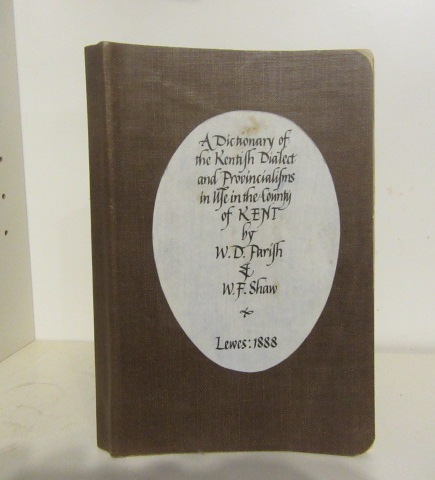 A Dictionary of
the Kentiſh Dialect
and Provincialiſms
in Uſe in the County
of KENT
by
W. D. Pariſh
&
W. F. Shaw
Lewes: 1888